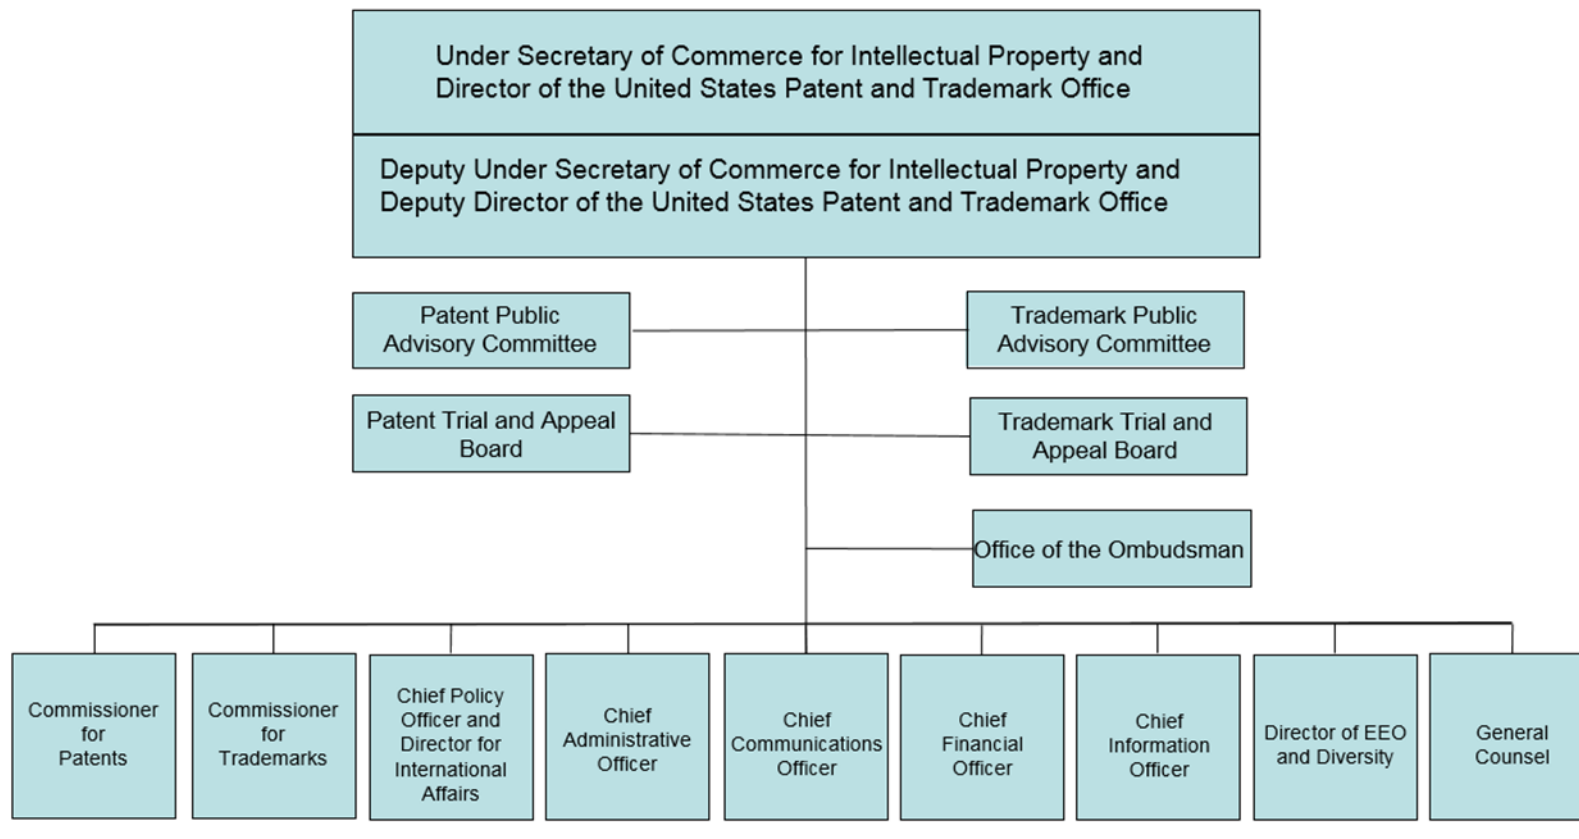 Under Secretary of Commerce for Intellectual Property and
Director of the United States Patent and Trademark Office
Deputy Under Secretary of Commerce for Intellectual Property and
Deputy Director of the United States Patent and Trademark Office
Patent Public
Advisory Committee
Trademark Public
Advisory Committee
Patent Trial and Appeal
Board
Trademark Trial and
Appeal Board
Office of the Ombudsman
Commissioner
for
Patents
Commissioner
for
Trademarks
Chief Policy
Officer and
Director for
International
Affairs
Chief
Administrative
Officer
Chief
Communications
Officer
Chief
Financial
Officer
Chief
Information
Officer
Director of EEO
and Diversity
General
Counsel